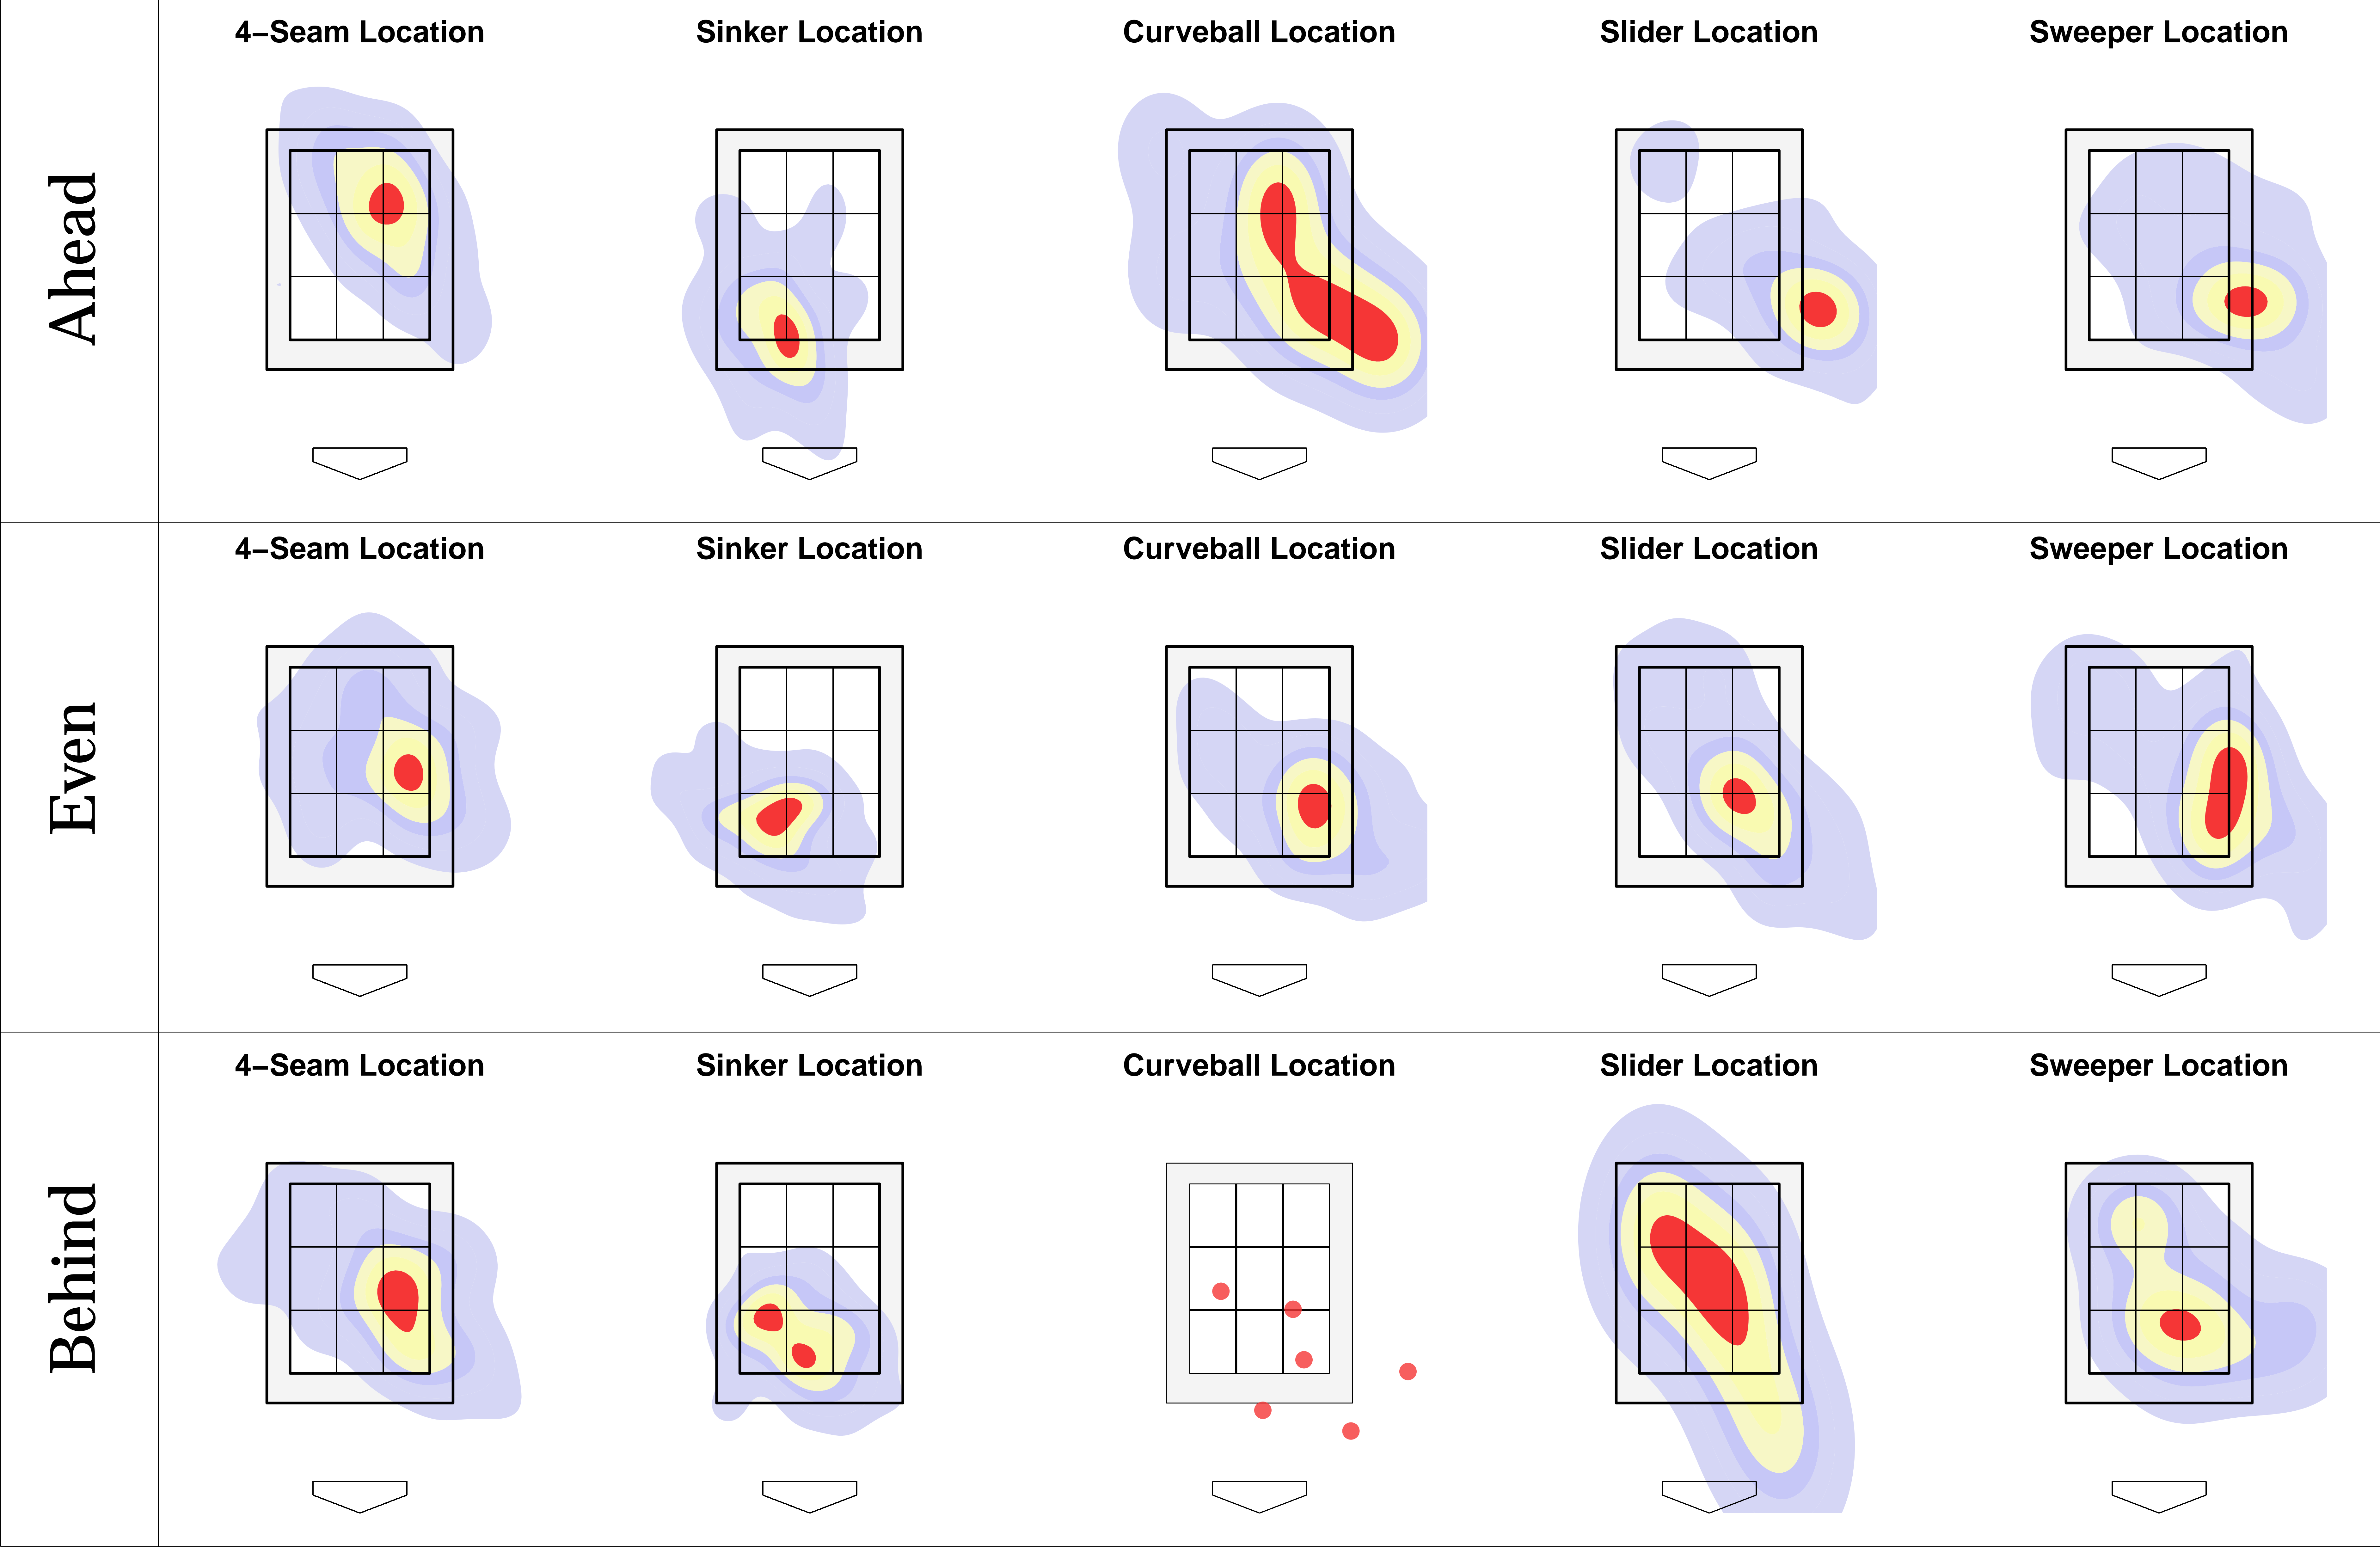 4–Seam Location
Sinker Location
Curveball Location
Slider Location
Sweeper Location
Ahead
4–Seam Location
Sinker Location
Curveball Location
Slider Location
Sweeper Location
Even
4–Seam Location
Sinker Location
Curveball Location
Slider Location
Sweeper Location
Behind